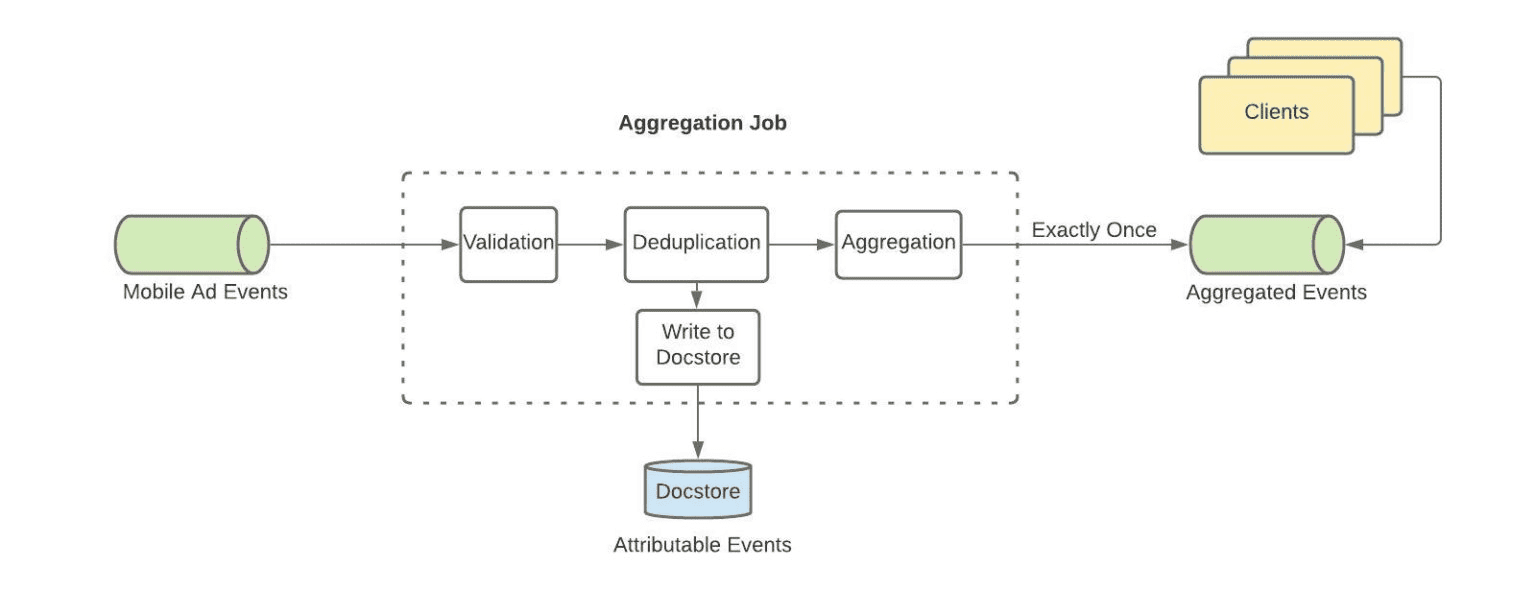 Clients
Aggregation Job
Validation
Deduplication
Aggregation
Exactly Once
Mobile Ad Events
Aggregated Events
Write to
Docstore
Docstore
Attributable Events